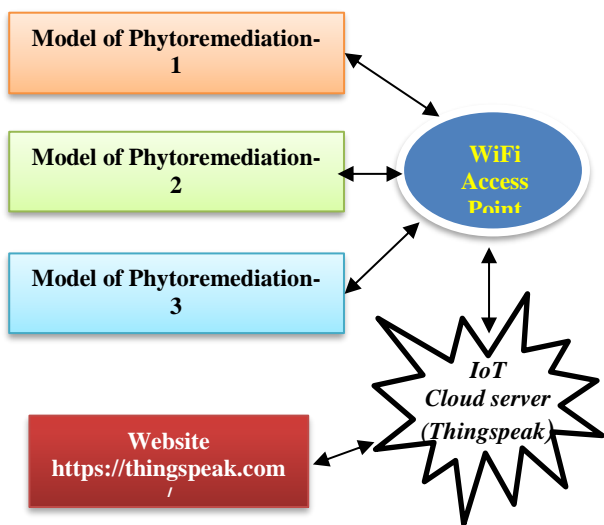 Model of Phytoremediation-
1
Model of Phytoremediation-
2
Model of Phytoremediation-
3
WiFi
Access
Point
IoT
Cloud server
(Thingspeak)
Website
https://thingspeak.com
/